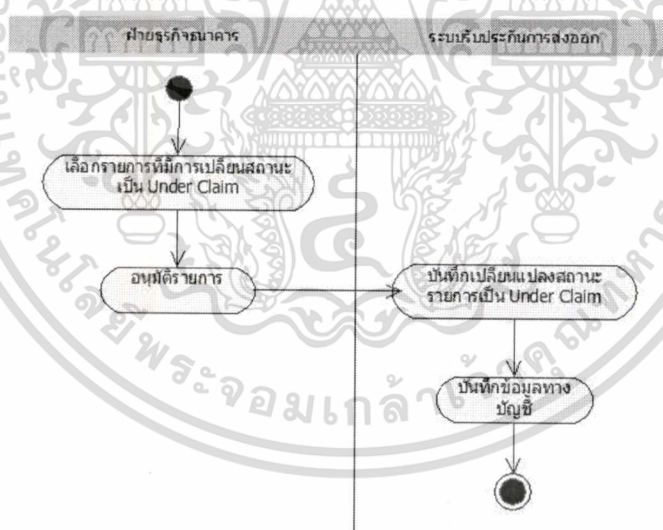 ฝ่ายธุรกิจธนาคาร
ระบบรับประกันการส่งออก
เลือกรายการที่มีการเปลี่ยนสถานะ
เป็น Under Claim
อนุมัติรายการ
บันทึกเปลี่ยนแปลงสถานะ
รายการเป็น Under Claim
บันทึกข้อมูลทาง
บัญชี